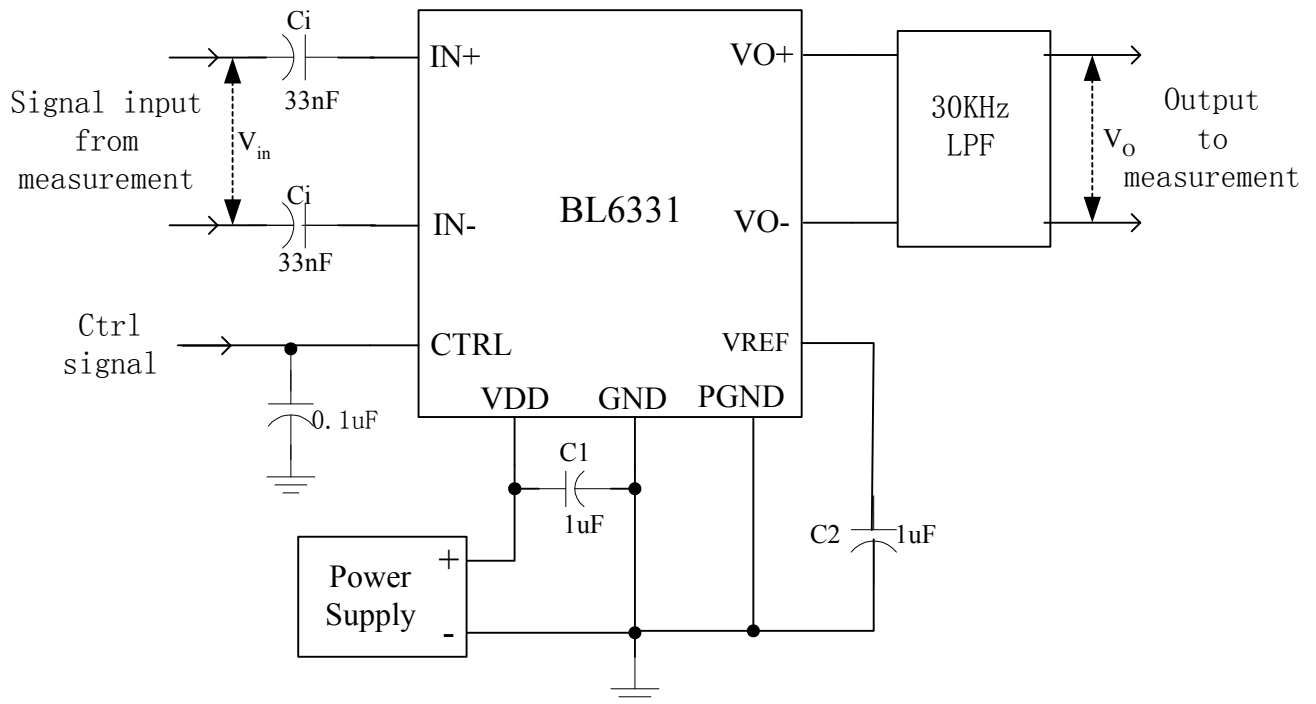 Ci
33nF
Signal input
from
measurement
Vin
Ci
33nF
Ctrl
signal
0.1uF
IN+
IN-
CTRL
BL6331
VO+
VO-
VREF
VDD GND PGND
30KHz
LPF
VO
Output
to
measurement
C1
1uF
C2 1uF
Power
Supply
+
-